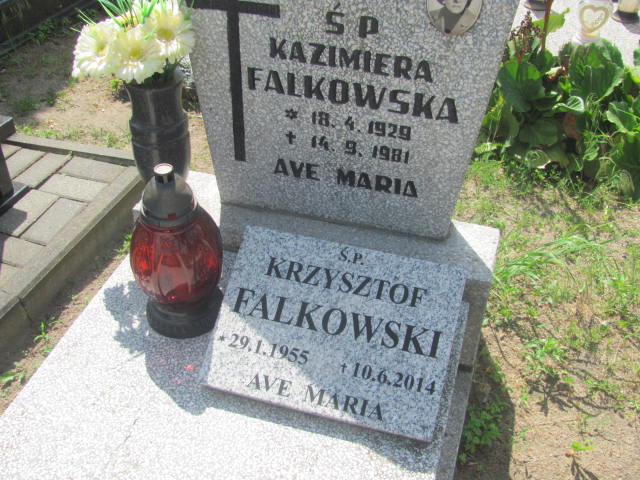 Ś P
KAZIMIERA
FALKOWSKA
* 18. 4. 1929
† 14. 9. 1981
AVE MARIA
Ś.P.
KRZYSZTOF
FALKOWSKI
*29.1.1955 †10.6.2014
AVE MARIA